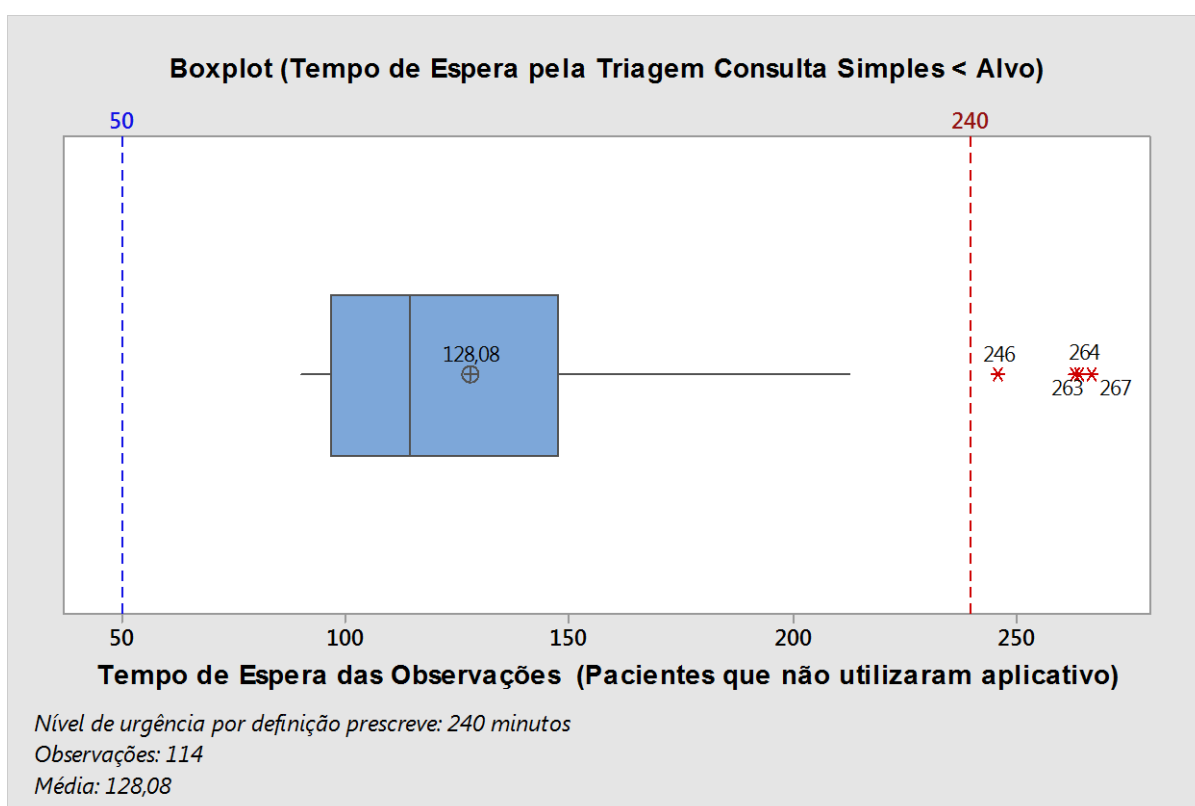 Boxplot (Tempo de Espera pela Triagem Consulta Simples < Alvo)
50 240
128,08
246 264
263 267
50 100 150 200 250
Tempo de Espera das Observações (Pacientes que não utilizaram aplicativo)
Nível de urgência por definição prescreve: 240 minutos
Observações: 114
Média: 128,08